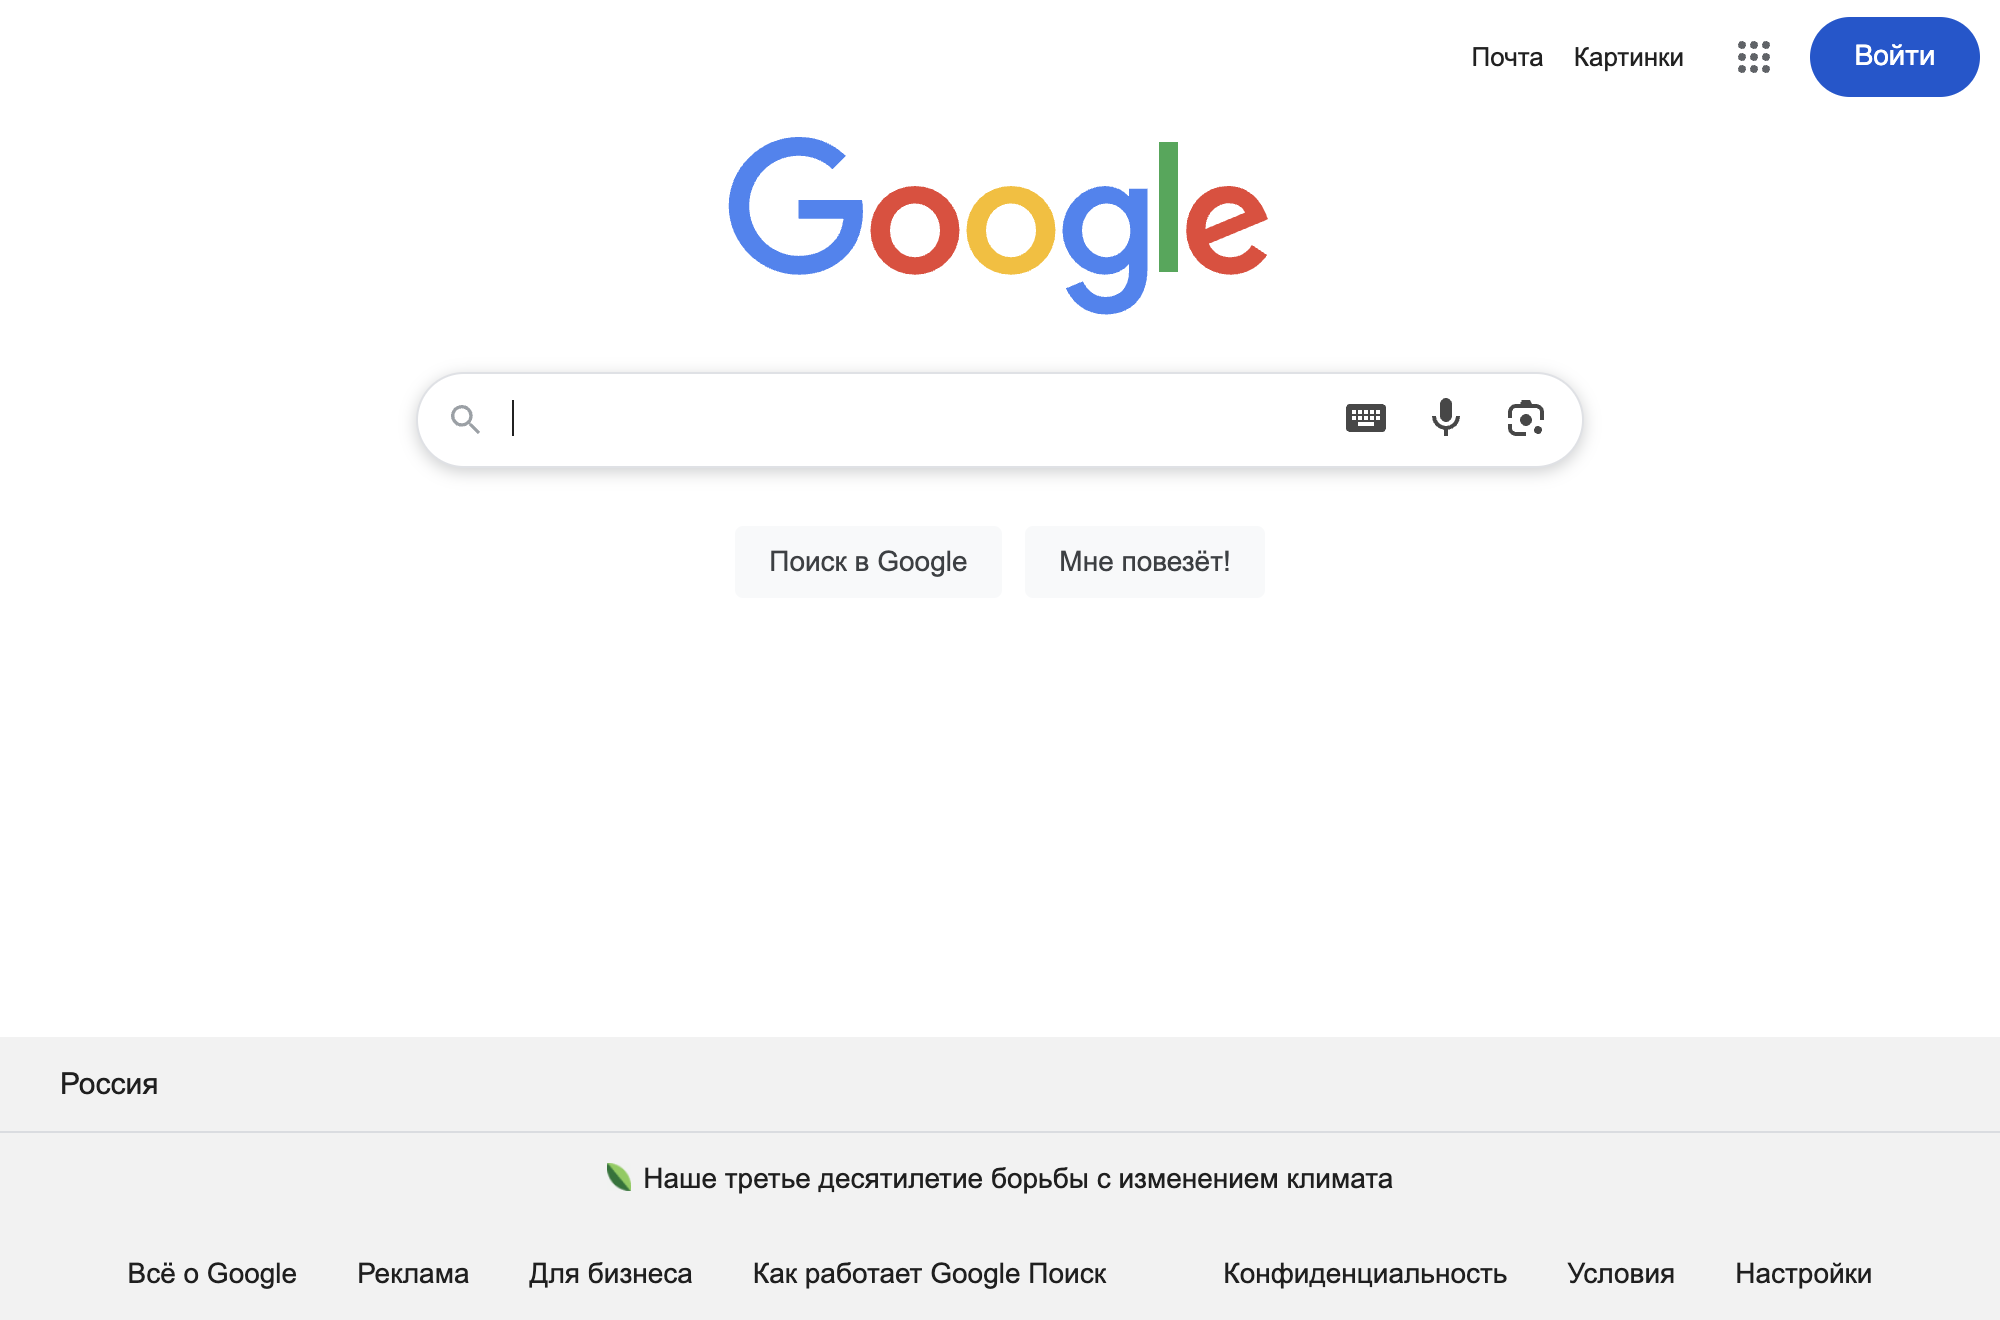 Почта Картинки Войти
Google
Поиск в Google Мне повезёт!
Россия
Наше третье десятилетие борьбы с изменением климата
Всё о Google Реклама Для бизнеса Как работает Google Поиск Конфиденциальность Условия Настройки